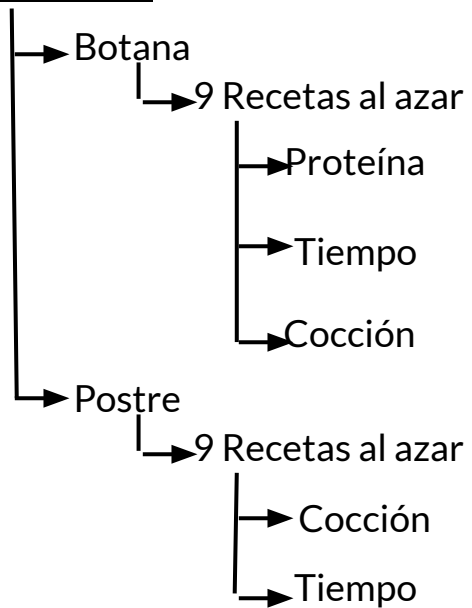 Botana
9 Recetas al azar
Proteína
Tiempo
Cocción
Postre
9 Recetas al azar
Cocción
Tiempo